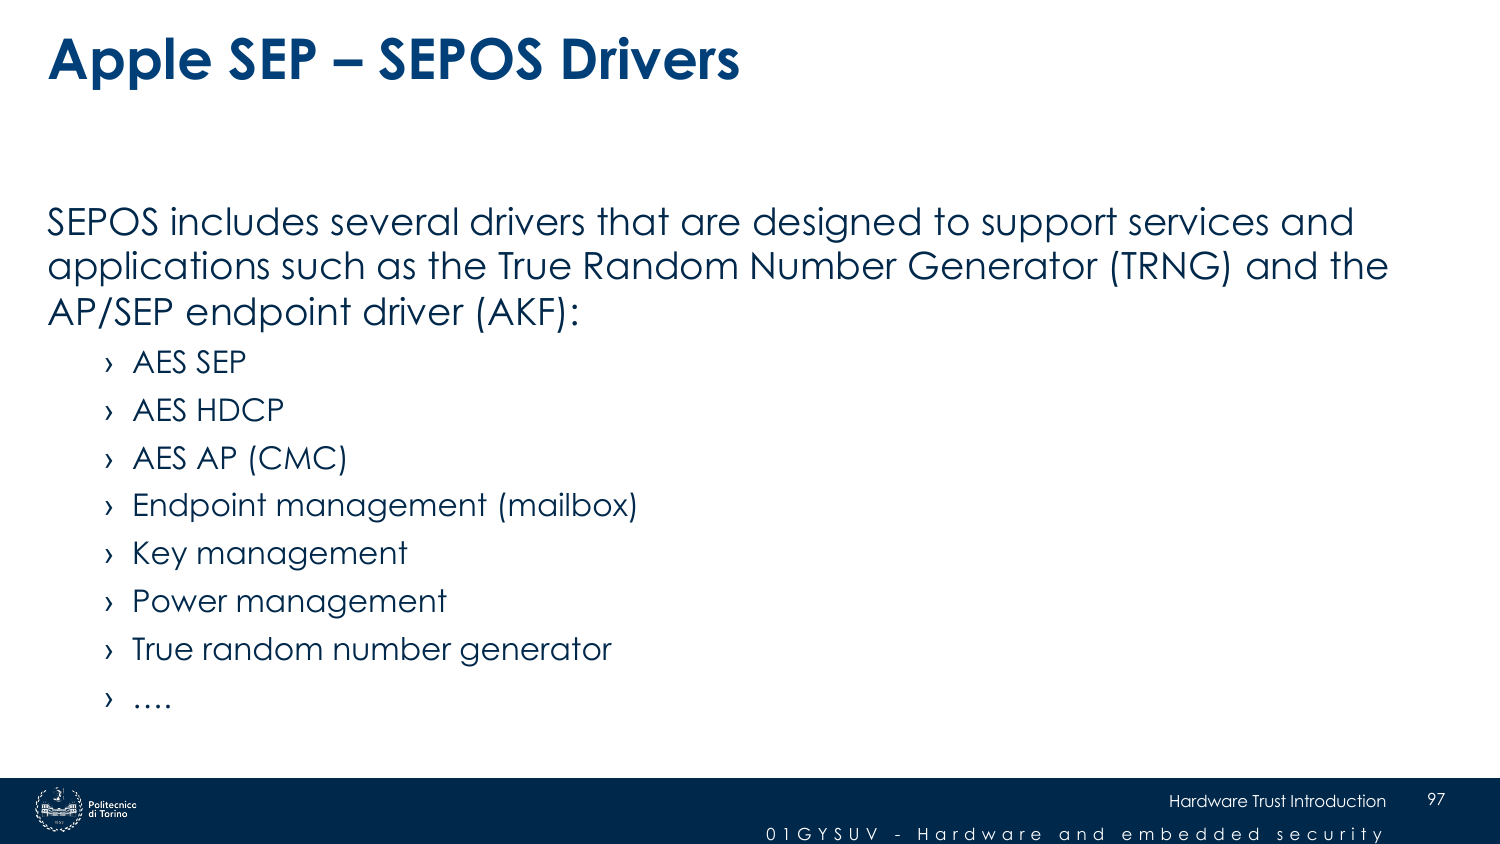 Apple SEP – SEPOS Drivers
SEPOS includes several drivers that are designed to support services and
applications such as the True Random Number Generator (TRNG) and the
AP/SEP endpoint driver (AKF):
› AES SEP
› AES HDCP
› AES AP (CMC)
› Endpoint management (mailbox)
› Key management
› Power management
› True random number generator
› ….
Politecnico
di Torino
Hardware Trust Introduction 97
01GYSUV - Hardware and embedded security